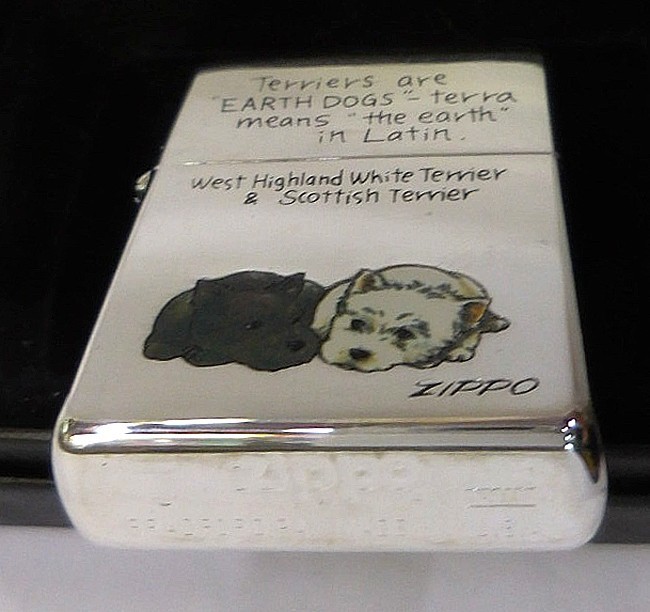 Terriers are
"EARTH DOGS" - terra
means "the earth"
in Latin.
West Highland White Terrier
& Scottish Terrier
ZIPPO